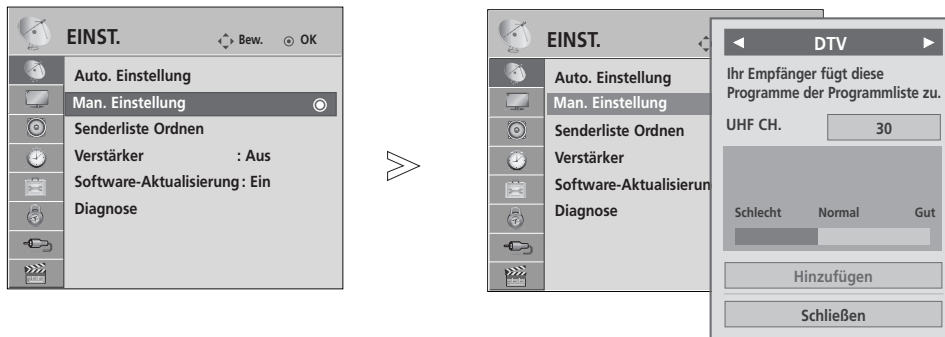 EINST.
Bew.
OK
Auto. Einstellung
Man. Einstellung
Senderliste Ordnen
Verstärker : Aus
Software-Aktualisierung : Ein
Diagnose
EINST.
Auto. Einstellung
Man. Einstellung
Senderliste Ordnen
Verstärker
Software-Aktualisierun
Diagnose
DTV
Ihr Empfänger fügt diese
Programme der Programmliste zu.
UHF CH. 30
Schlecht Normal Gut
Hinzufügen
Schließen